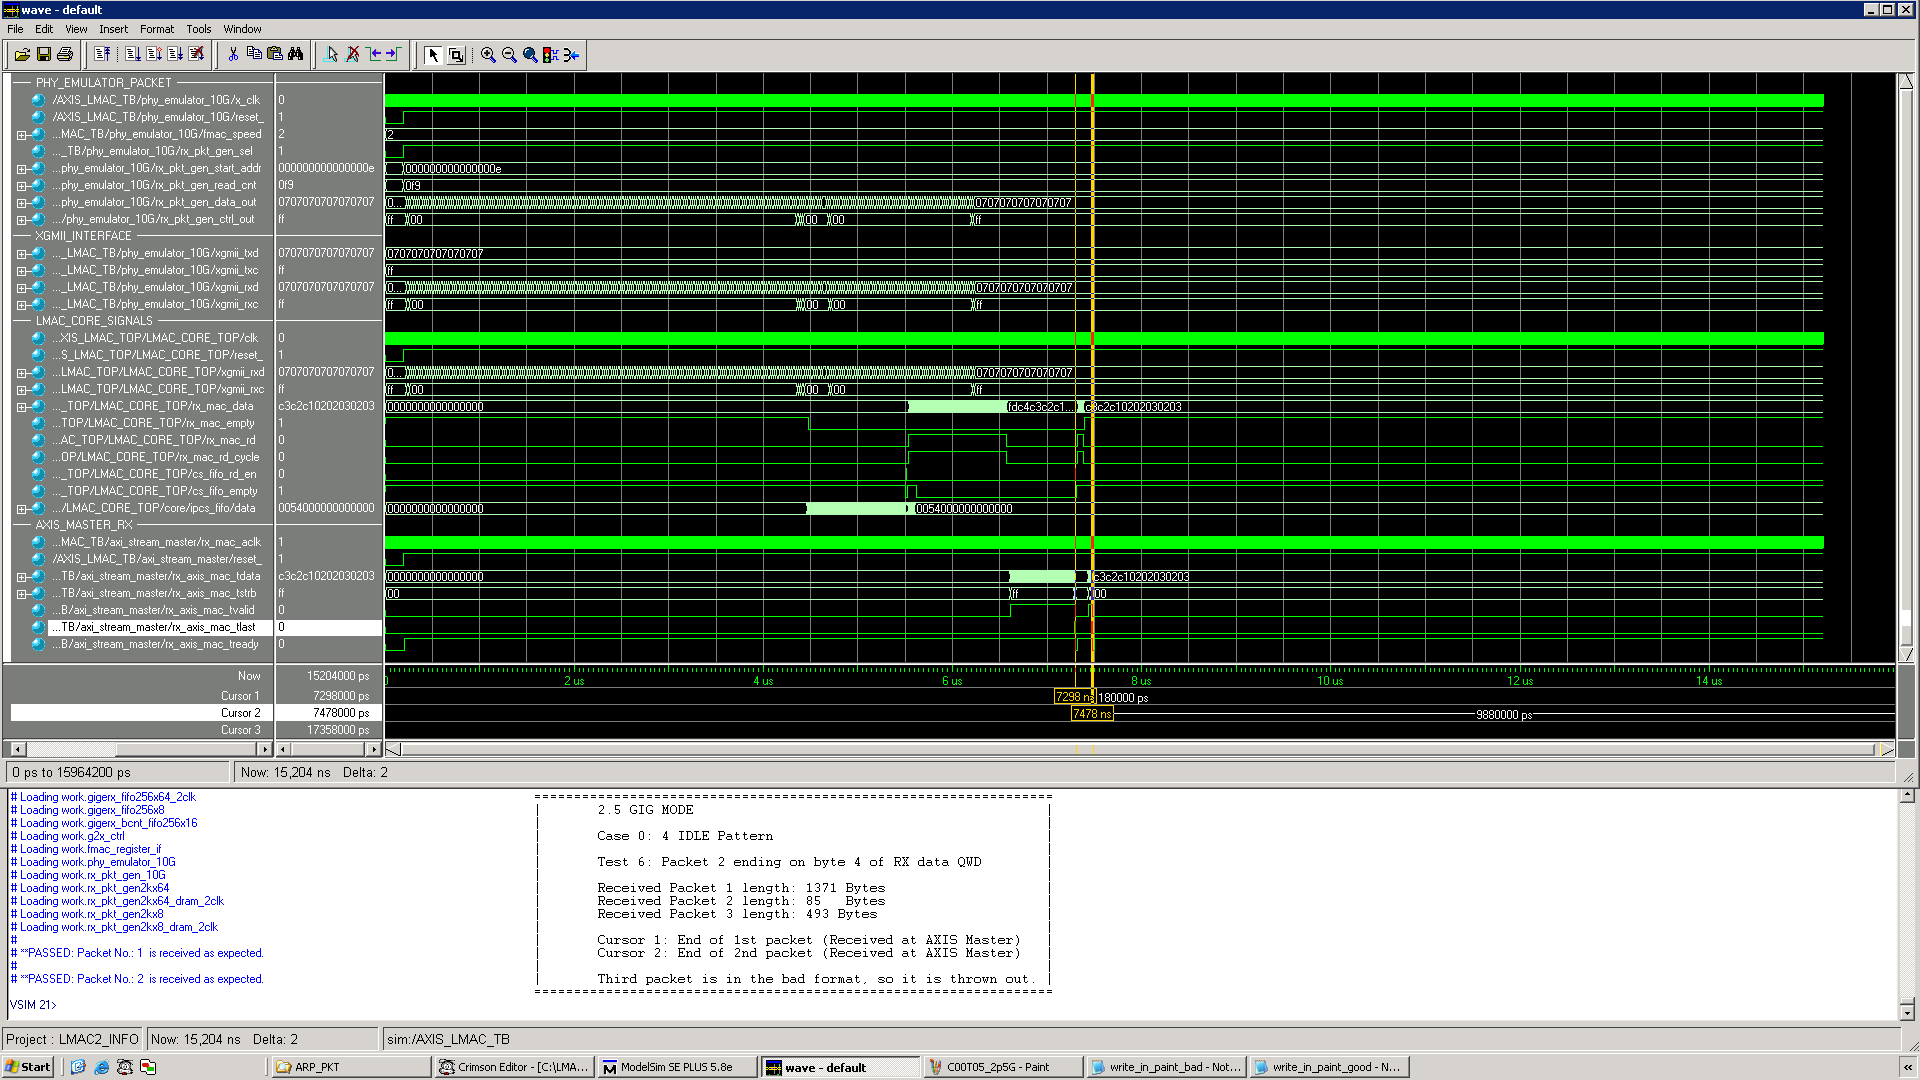 wave - default
File Edit View Insert Format Tools Window
PHY_EMULATOR_PACKET
/AXIS_LMAC_TB/phy_emulator_10G/x_clk 0
/AXIS_LMAC_TB/phy_emulator_10G/reset_ 1
...MAC_TB/phy_emulator_10G/fmac_speed 2 2
..._TB/phy_emulator_10G/rx_pkt_gen_sel 1
...phy_emulator_10G/rx_pkt_gen_start_addr 000000000000000e 000000000000000e
...phy_emulator_10G/rx_pkt_gen_read_cnt 0f9 0f9
...phy_emulator_10G/rx_pkt_gen_data_out 0707070707070707 0... 0707070707070707
.../phy_emulator_10G/rx_pkt_gen_ctrl_out ff ff 00 00 00 ff
XGMII_INTERFACE
..._LMAC_TB/phy_emulator_10G/xgmii_txd 0707070707070707 0707070707070707
..._LMAC_TB/phy_emulator_10G/xgmii_txc ff ff
..._LMAC_TB/phy_emulator_10G/xgmii_rxd 0707070707070707 0... 0707070707070707
..._LMAC_TB/phy_emulator_10G/xgmii_rxc ff ff 00 00 00 ff
LMAC_CORE_SIGNALS
...XIS_LMAC_TOP/LMAC_CORE_TOP/clk 0
...S_LMAC_TOP/LMAC_CORE_TOP/reset_ 1
...LMAC_TOP/LMAC_CORE_TOP/xgmii_rxd 0707070707070707 0... 0707070707070707
...LMAC_TOP/LMAC_CORE_TOP/xgmii_rxc ff ff 00 00 00 ff
..._TOP/LMAC_CORE_TOP/rx_mac_data c3c2c10202030203 0000000000000000 fdc4c3c2c1... c3c2c10202030203
...TOP/LMAC_CORE_TOP/rx_mac_empty 1
...AC_TOP/LMAC_CORE_TOP/rx_mac_rd 0
...OP/LMAC_CORE_TOP/rx_mac_rd_cycle 0
..._TOP/LMAC_CORE_TOP/cs_fifo_rd_en 0
..._TOP/LMAC_CORE_TOP/cs_fifo_empty 1
.../LMAC_CORE_TOP/core/ipcs_fifo/data 0054000000000000 0000000000000000 0054000000000000
AXIS_MASTER_RX
...MAC_TB/axi_stream_master/rx_mac_aclk 1
/AXIS_LMAC_TB/axi_stream_master/reset_ 1
...TB/axi_stream_master/rx_axis_mac_tdata c3c2c10202030203 0000000000000000 c3c2c10202030203
...TB/axi_stream_master/rx_axis_mac_tstrb ff 00 ff 00
...B/axi_stream_master/rx_axis_mac_tvalid 0
...TB/axi_stream_master/rx_axis_mac_tlast 0
...B/axi_stream_master/rx_axis_mac_tready 0
Now 15204000 ps 2 us 4 us 6 us 8 us 10 us 12 us 14 us
Cursor 1 7298000 ps 7298 ns 180000 ps
Cursor 2 7478000 ps 7478 ns 9880000 ps
Cursor 3 17358000 ps
0 ps to 15964200 ps Now: 15,204 ns Delta: 2
# Loading work.gigerx_fifo256x64_2clk
# Loading work.gigerx_fifo256x8
# Loading work.gigerx_bcnt_fifo256x16
# Loading work.g2x_ctrl
# Loading work.fmac_register_if
# Loading work.phy_emulator_10G
# Loading work.rx_pkt_gen_10G
# Loading work.rx_pkt_gen2kx64
# Loading work.rx_pkt_gen2kx64_dram_2clk
# Loading work.rx_pkt_gen2kx8
# Loading work.rx_pkt_gen2kx8_dram_2clk
#
# **PASSED: Packet No.: 1 is received as expected.
#
# **PASSED: Packet No.: 2 is received as expected.
VSIM 21>
2.5 GIG MODE
Case 0: 4 IDLE Pattern
Test 6: Packet 2 ending on byte 4 of RX data QWD
Received Packet 1 length: 1371 Bytes
Received Packet 2 length: 85 Bytes
Received Packet 3 length: 493 Bytes
Cursor 1: End of 1st packet (Received at AXIS Master)
Cursor 2: End of 2nd packet (Received at AXIS Master)
Third packet is in the bad format, so it is thrown out.
Project : LMAC2_INFO Now: 15,204 ns Delta: 2 sim:/AXIS_LMAC_TB
Start ARP_PKT Crimson Editor - [C:\LMA... ModelSim SE PLUS 5.8e wave - default C00T05_2p5G - Paint write_in_paint_bad - Not... write_in_paint_good - N... «